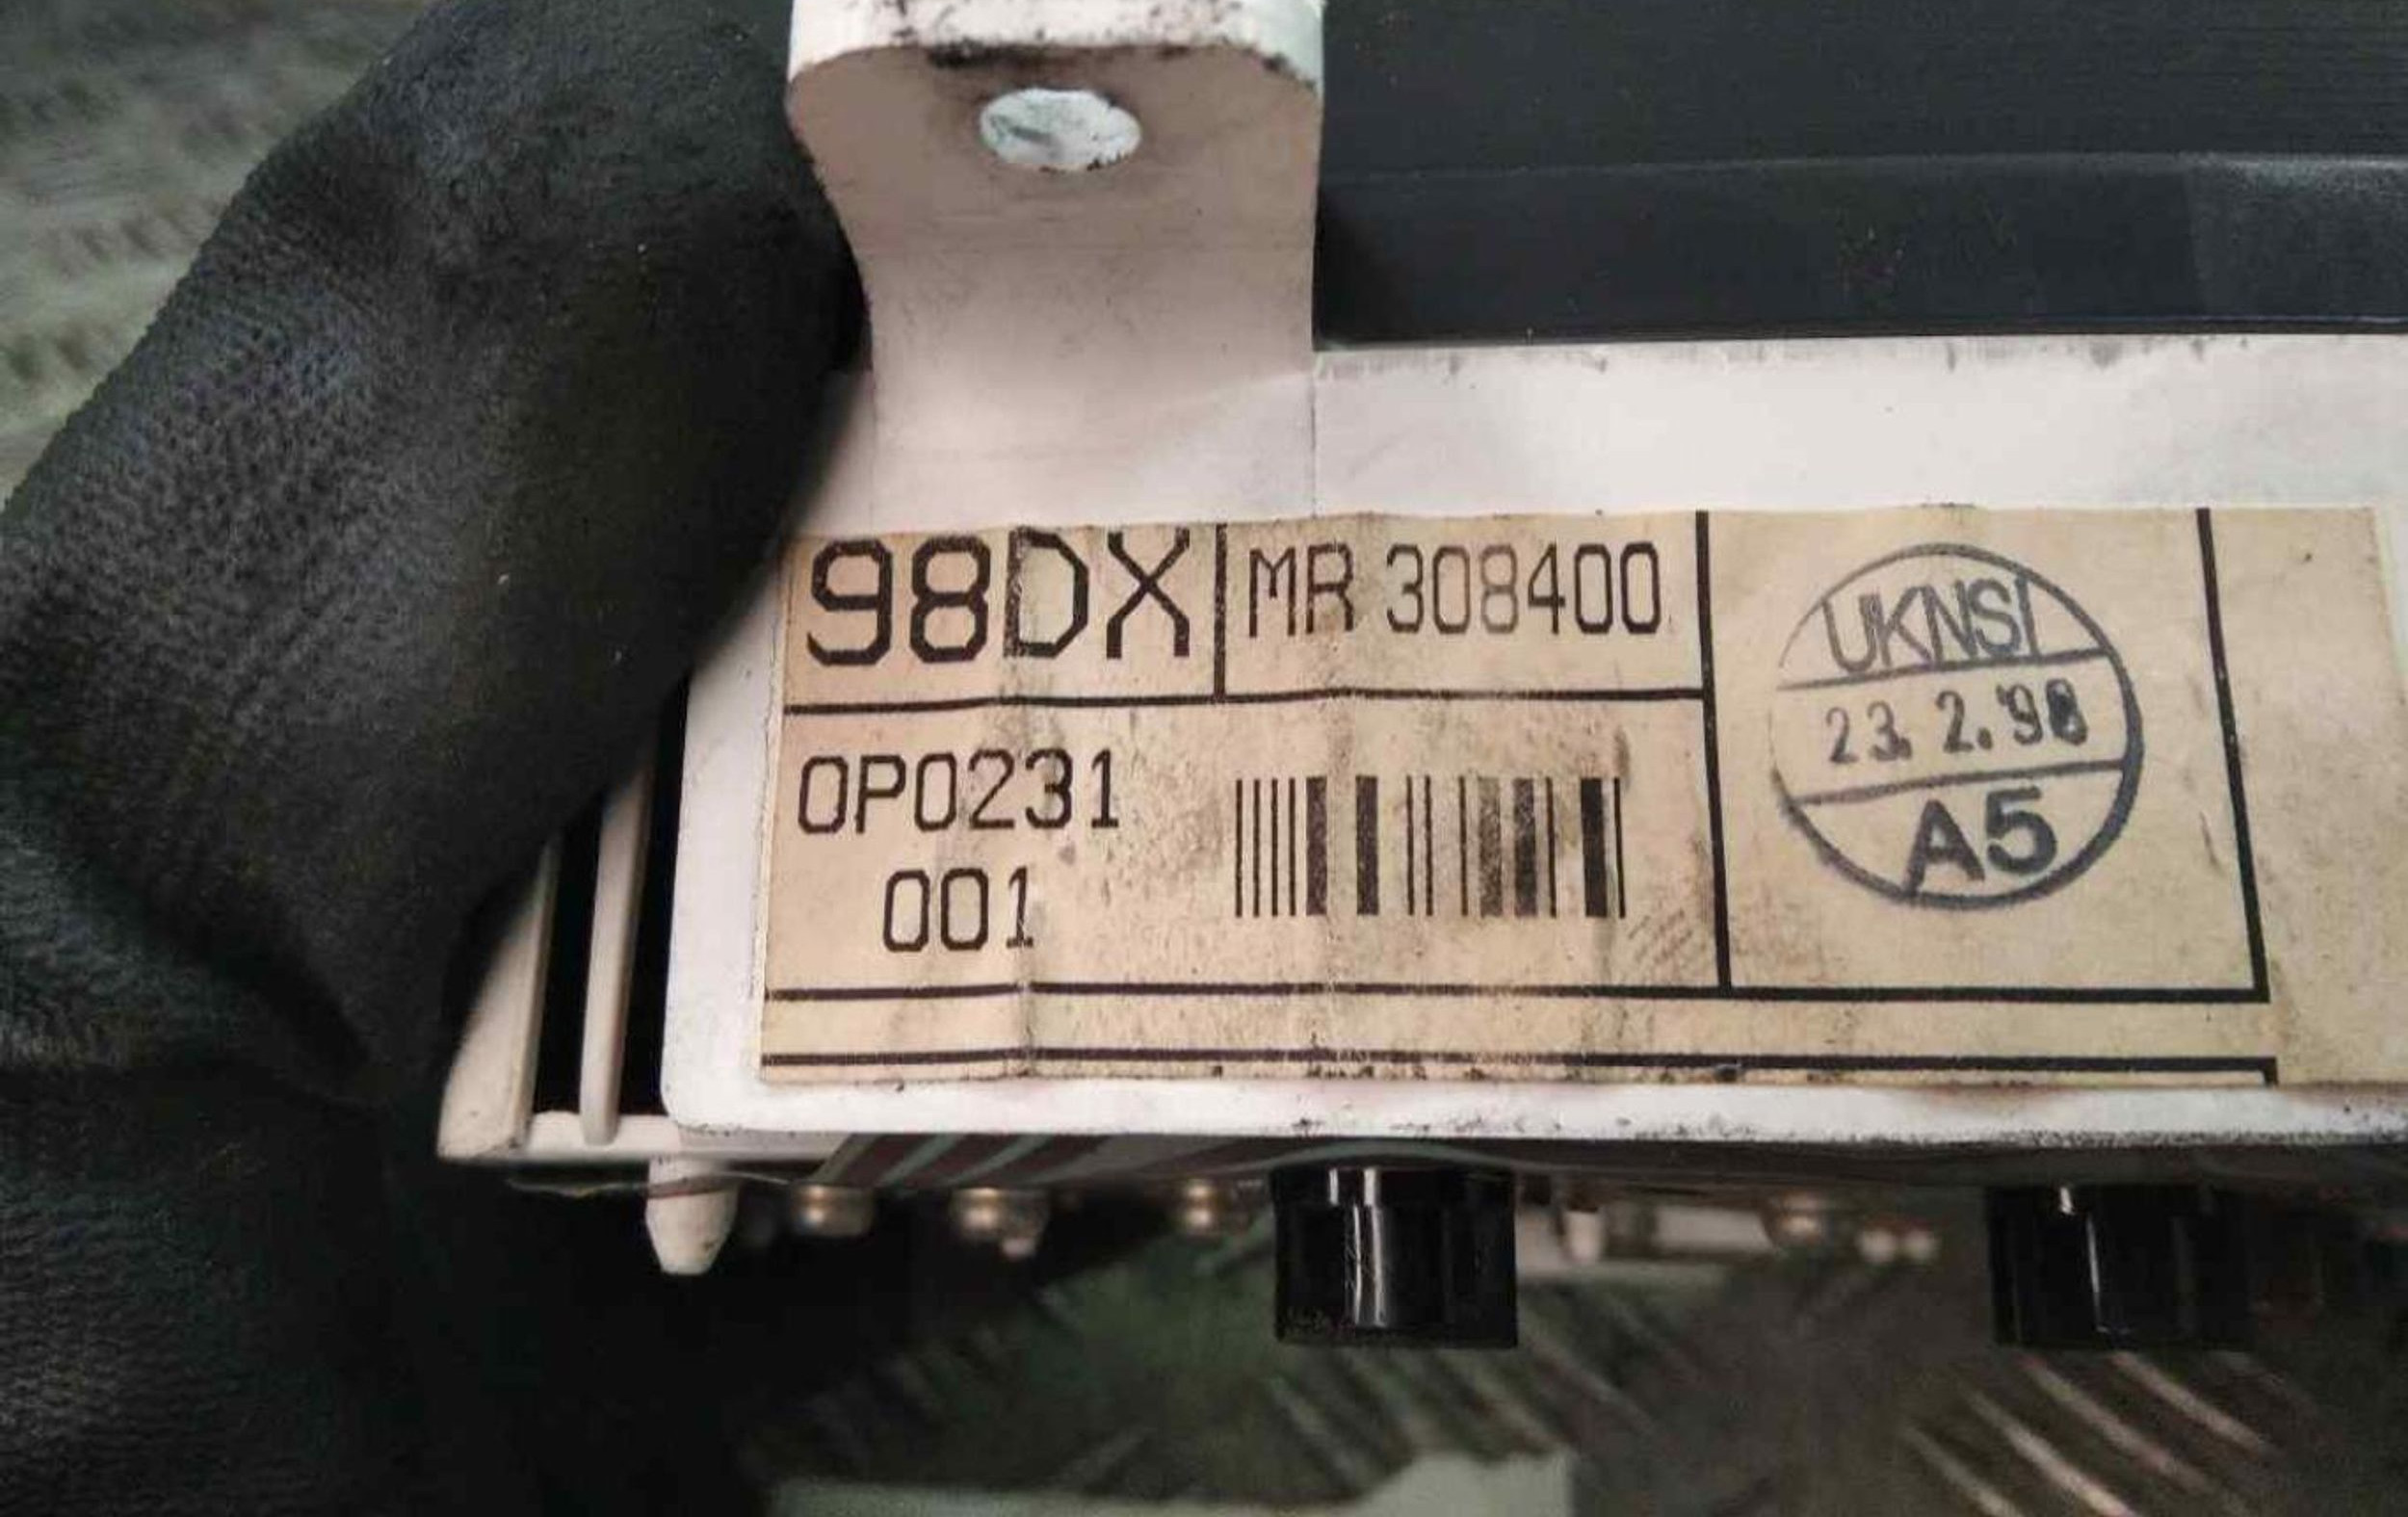 98DX
MR 308400
0P0231
001
UKNSI
23. 2. '98
A5